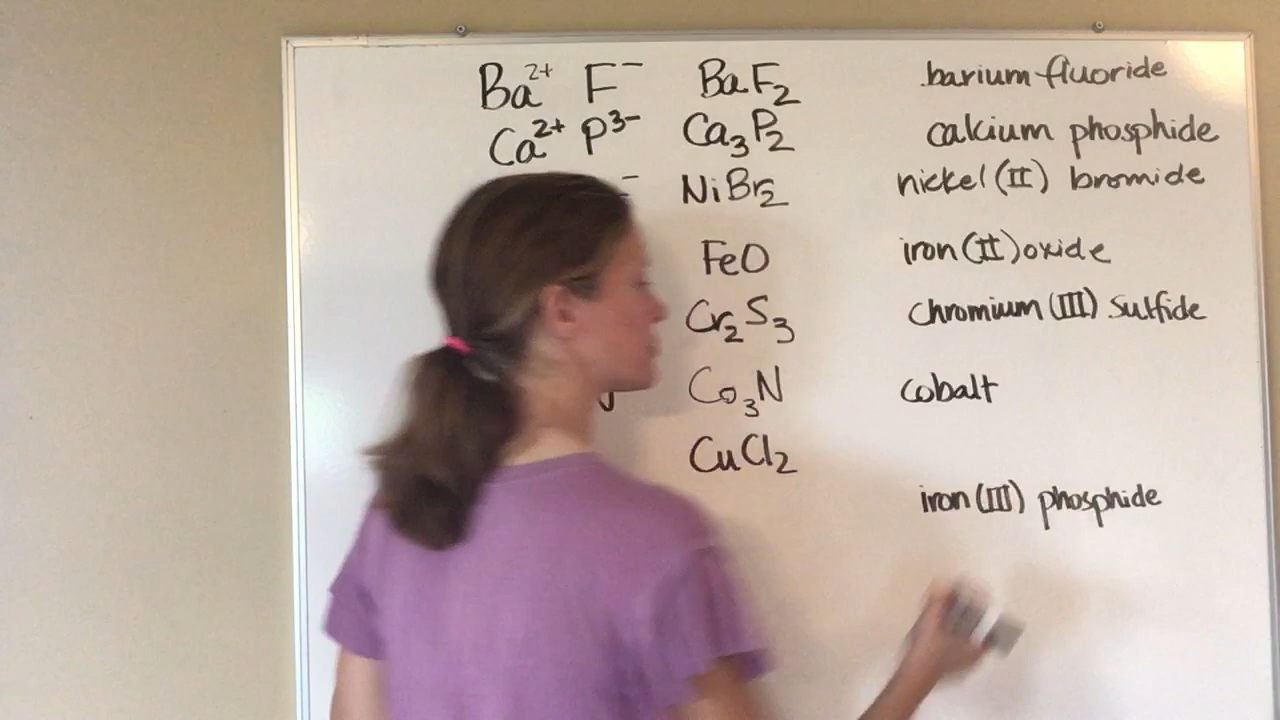 Ba²⁺ F⁻ BaF₂ barium fluoride
Ca²⁺ P³⁻ Ca₃P₂ calcium phosphide
NiBr₂ nickel (II) bromide
FeO iron (II) oxide
Cr₂S₃ chromium (III) sulfide
Co₃N cobalt
CuCl₂
iron (III) phosphide